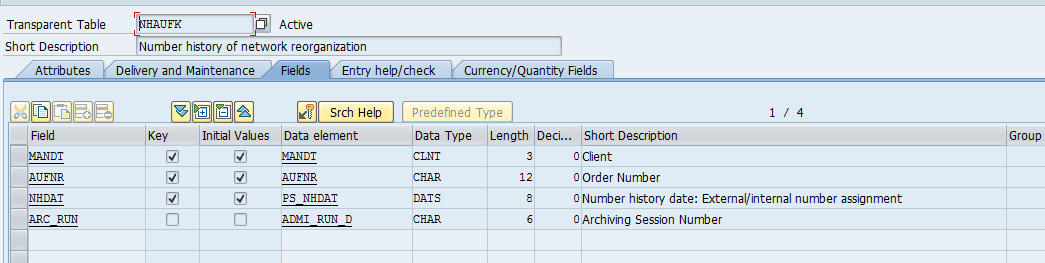 Transparent Table NHAUFK Active
Short Description Number history of network reorganization
Attributes Delivery and Maintenance Fields Entry help/check Currency/Quantity Fields
Srch Help Predefined Type 1 / 4
Field Key Initial Values Data element Data Type Length Deci... Short Description Group
MANDT MANDT CLNT 3 0 Client
AUFNR AUFNR CHAR 12 0 Order Number
NHDAT PS_NHDAT DATS 8 0 Number history date: External/internal number assignment
ARC_RUN ADMI_RUN_D CHAR 6 0 Archiving Session Number